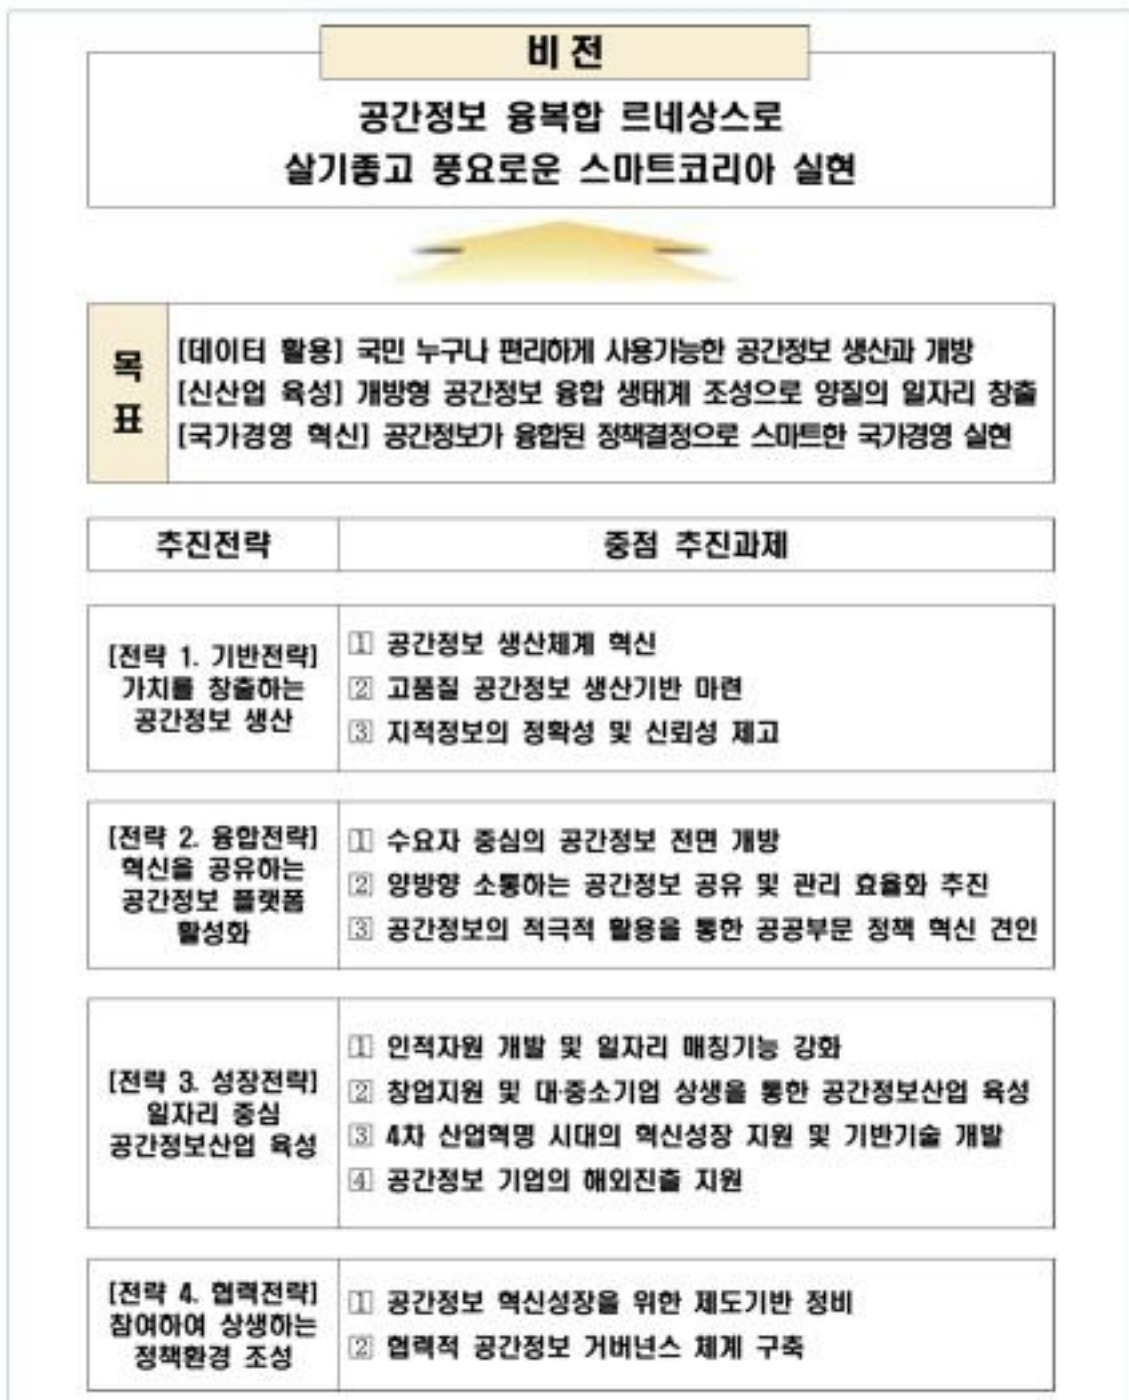 비 전
공간정보 융복합 르네상스로
살기좋고 풍요로운 스마트코리아 실현
목
표
[데이터 활용] 국민 누구나 편리하게 사용가능한 공간정보 생산과 개방
[신산업 육성] 개방형 공간정보 융합 생태계 조성으로 양질의 일자리 창출
[국가경영 혁신] 공간정보가 융합된 정책결정으로 스마트한 국가경영 실현
추진전략
중점 추진과제
[전략 1. 기반전략]
가치를 창출하는
공간정보 생산
1 공간정보 생산체계 혁신
2 고품질 공간정보 생산기반 마련
3 지적정보의 정확성 및 신뢰성 제고
[전략 2. 융합전략]
혁신을 공유하는
공간정보 플랫폼
활성화
1 수요자 중심의 공간정보 전면 개방
2 양방향 소통하는 공간정보 공유 및 관리 효율화 추진
3 공간정보의 적극적 활용을 통한 공공부문 정책 혁신 견인
[전략 3. 성장전략]
일자리 중심
공간정보산업 육성
1 인적자원 개발 및 일자리 매칭기능 강화
2 창업지원 및 대·중소기업 상생을 통한 공간정보산업 육성
3 4차 산업혁명 시대의 혁신성장 지원 및 기반기술 개발
4 공간정보 기업의 해외진출 지원
[전략 4. 협력전략]
참여하여 상생하는
정책환경 조성
1 공간정보 혁신성장을 위한 제도기반 정비
2 협력적 공간정보 거버넌스 체계 구축